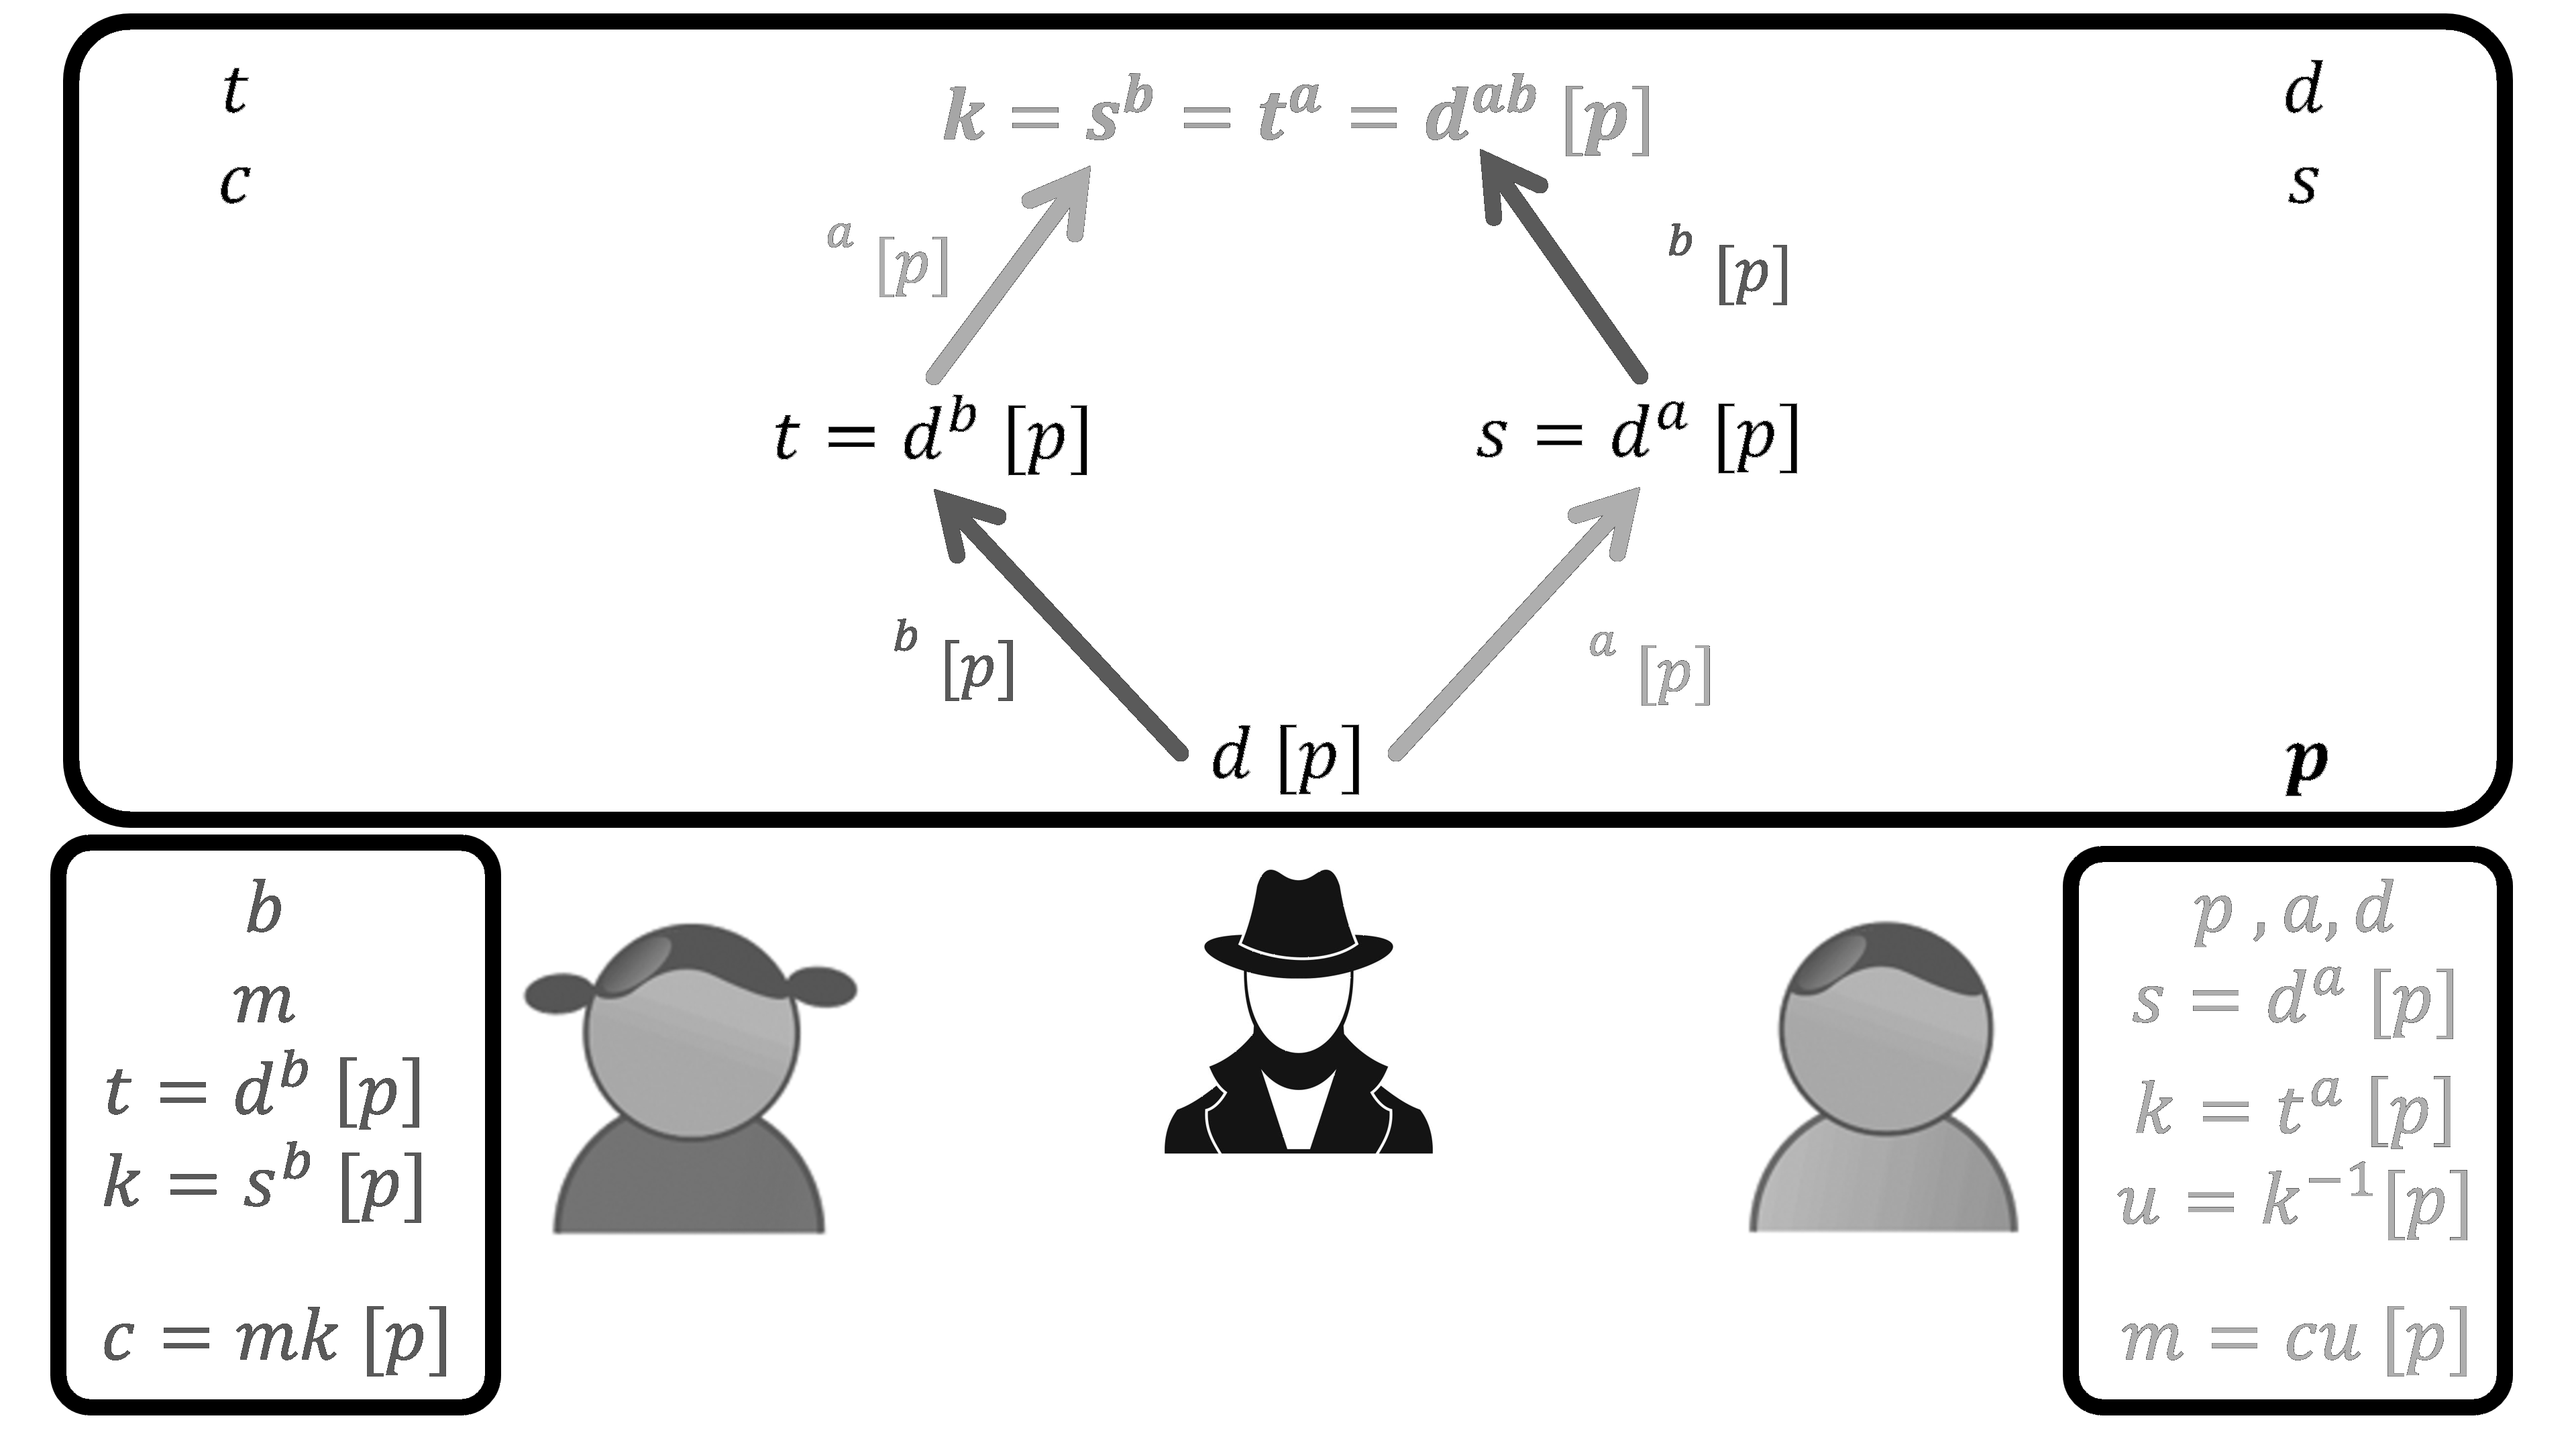 t
c
k = s^b = t^a = d^{ab} [p]
d
s
a [p]
b [p]
t = d^b [p]
s = d^a [p]
b [p]
a [p]
d [p]
p
b
m
t = d^b [p]
k = s^b [p]
c = mk [p]
p , a, d
s = d^a [p]
k = t^a [p]
u = k^{-1} [p]
m = cu [p]